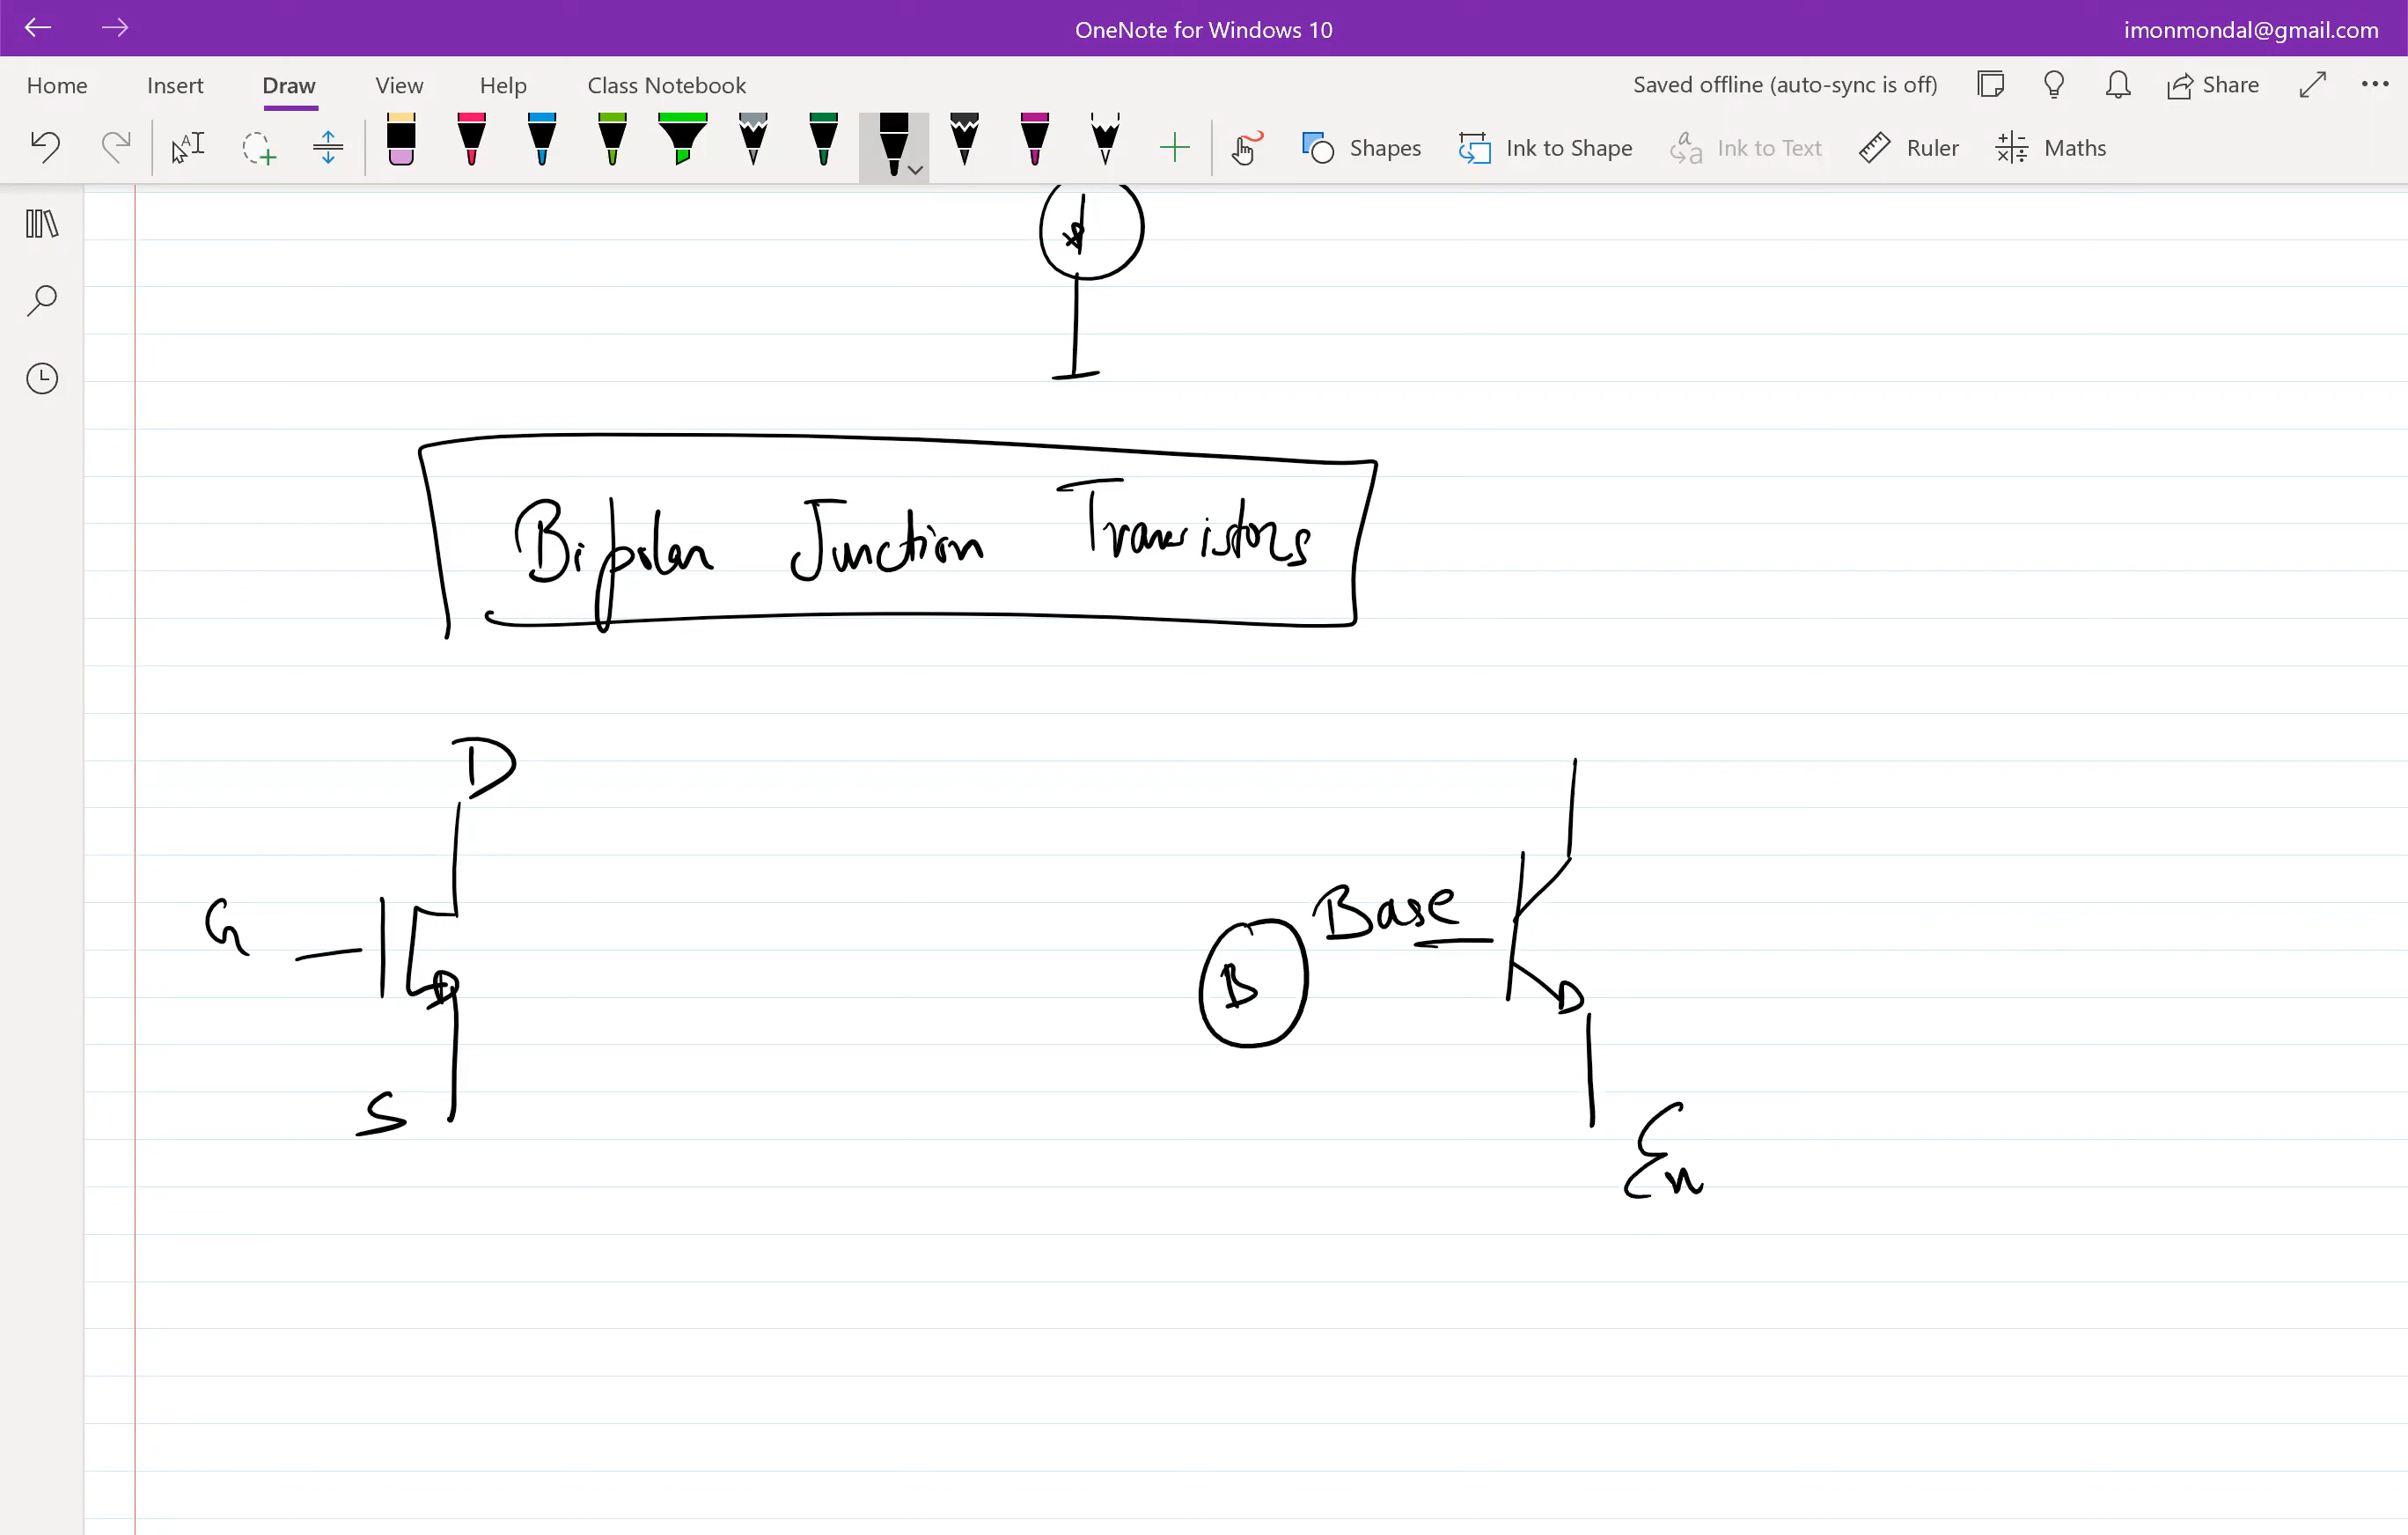 OneNote for Windows 10
imonmondal@gmail.com
Home Insert Draw View Help Class Notebook
Saved offline (auto-sync is off) Share
Shapes Ink to Shape Ink to Text Ruler Maths
Bipolar Junction Transistors
D
G
S
Base
B
Em